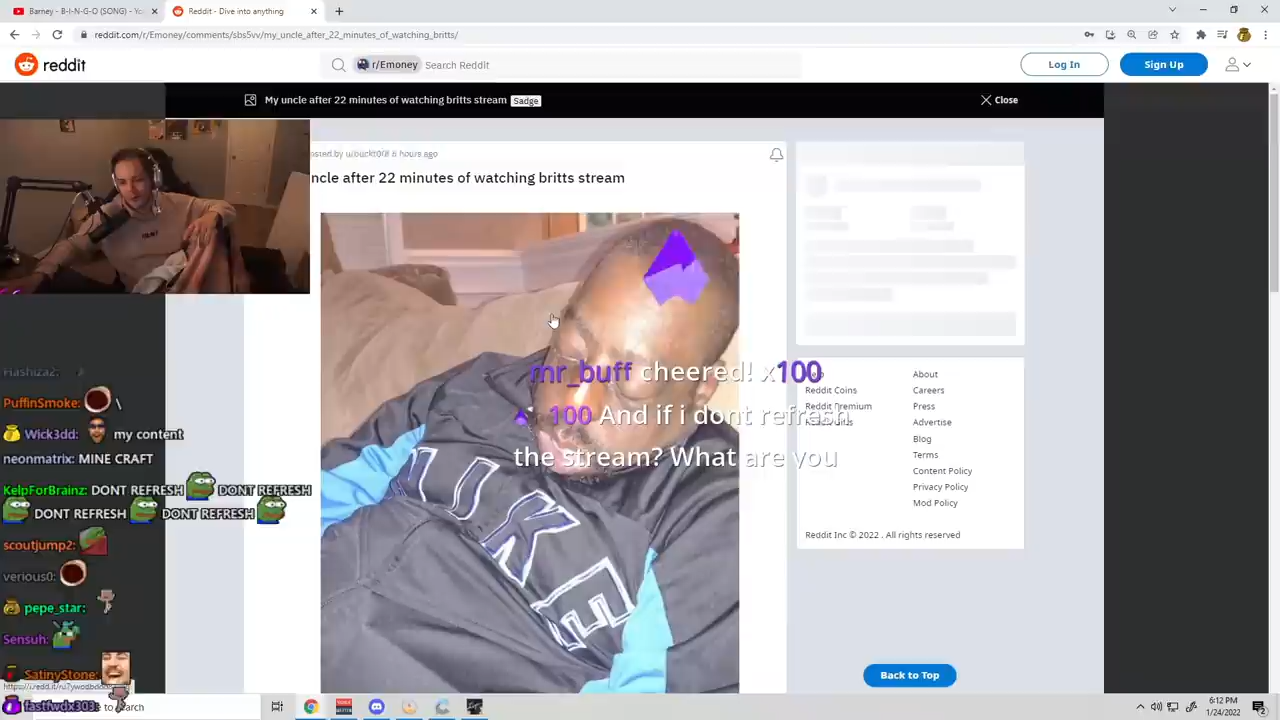 Barney - B-I-N-G-O (SONG) - Yo
Reddit - Dive into anything
reddit.com/r/Emoney/comments/sbs5vv/my_uncle_after_22_minutes_of_watching_britts/
reddit
r/Emoney Search Reddit
Log In
Sign Up
My uncle after 22 minutes of watching britts stream Sadge
Close
ncle after 22 minutes of watching britts stream
mr_buff cheered! x100
100 And if i dont refresh
the stream? What are you
DUKE
Hashiza2:
PuffinSmoke:
Wick3dd: my content
neonmatrix: MINE CRAFT
KelpForBrainz: DONT REFRESH DONT REFRESH
DONT REFRESH DONT REFRESH
scoutjump2:
verious0:
pepe_star:
Sensuh:
SatinyStone:
fastfwdx303:
to search
Reddit Coins
Reddit Premium
About
Careers
Press
Advertise
Blog
Terms
Content Policy
Privacy Policy
Mod Policy
Reddit Inc © 2022 . All rights reserved
Back to Top
6:12 PM
1/24/2022